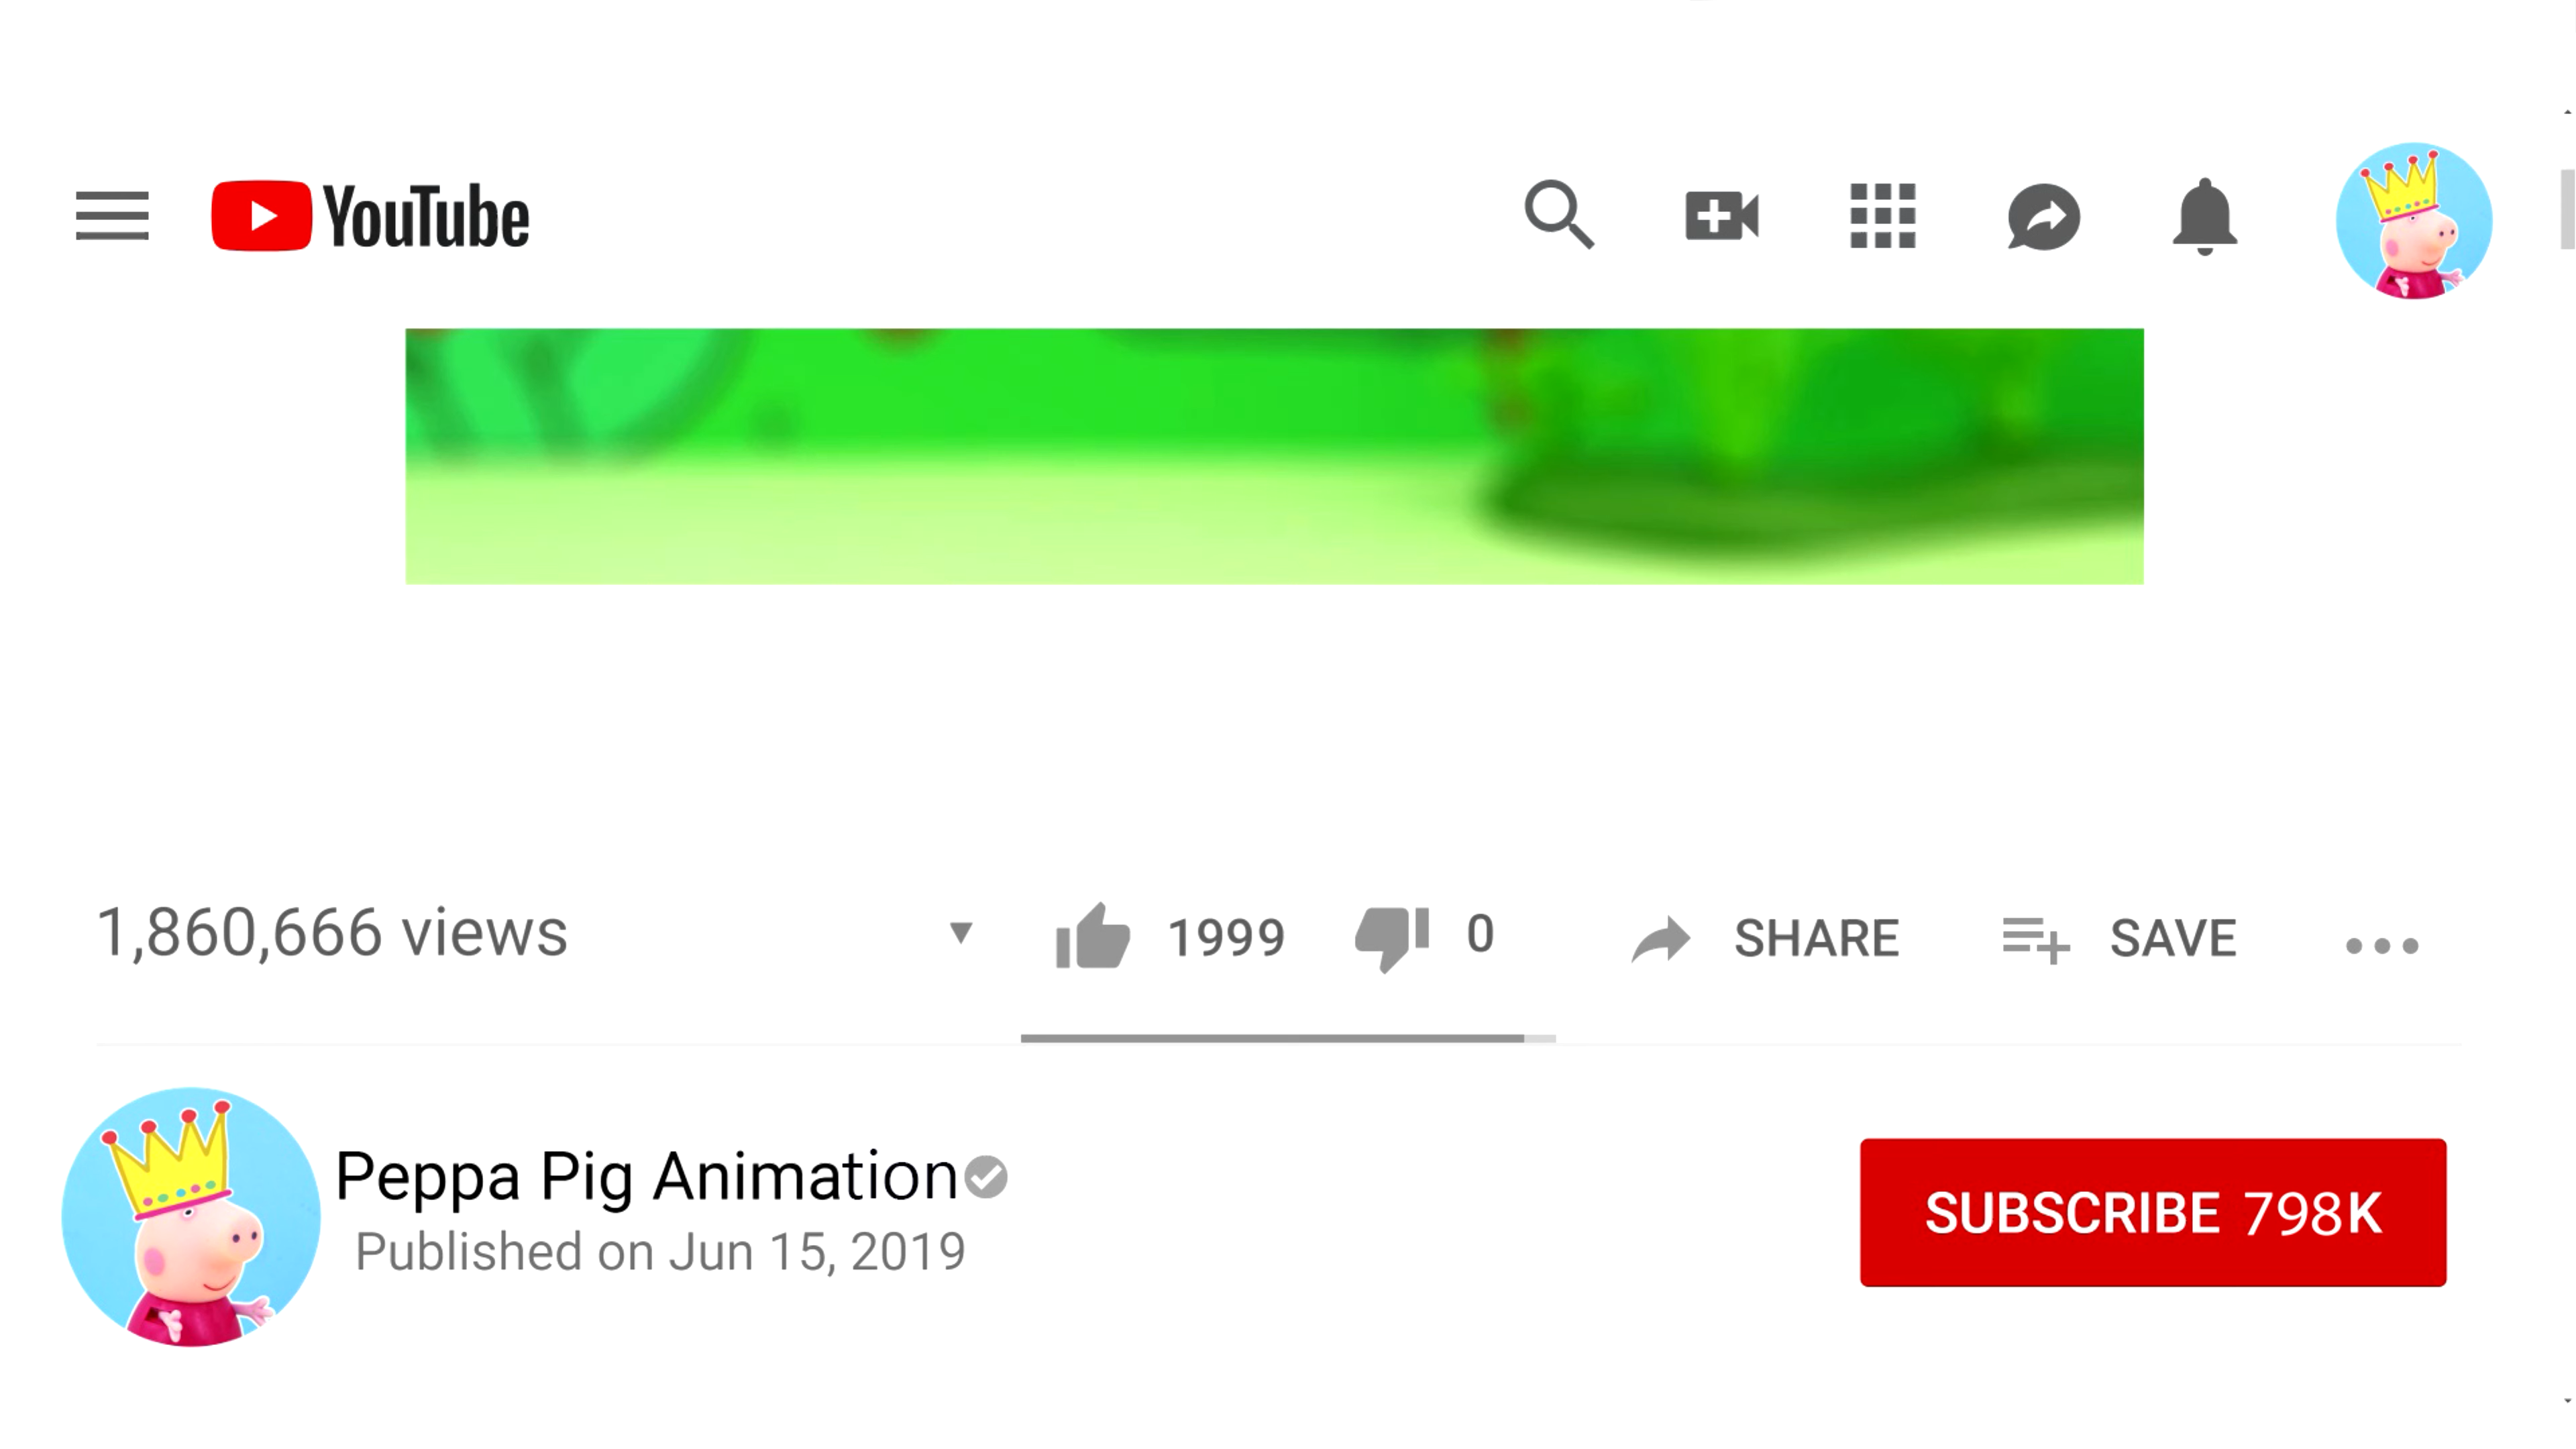 YouTube
1,860,666 views
1999
0
SHARE
SAVE
Peppa Pig Animation
Published on Jun 15, 2019
SUBSCRIBE 798K